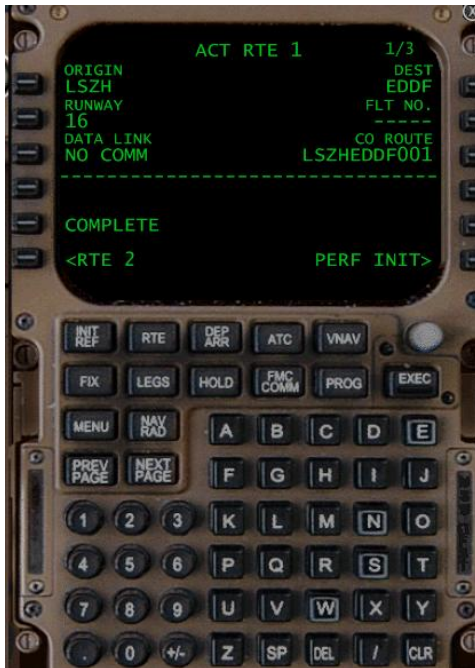 ACT RTE 1 1/3
ORIGIN DEST
LSZH EDDF
RUNWAY FLT NO.
16 -----
DATA LINK CO ROUTE
NO COMM LSZHEDDF001
--------------------------------
COMPLETE
<RTE 2 PERF INIT>
INIT REF RTE DEP ARR ATC VNAV
FIX LEGS HOLD FMC COMM PROG EXEC
MENU NAV RAD A B C D E
PREV PAGE NEXT PAGE F G H I J
1 2 3 K L M N O
4 5 6 P Q R S T
7 8 9 U V W X Y
. 0 +/- Z SP DEL / CLR